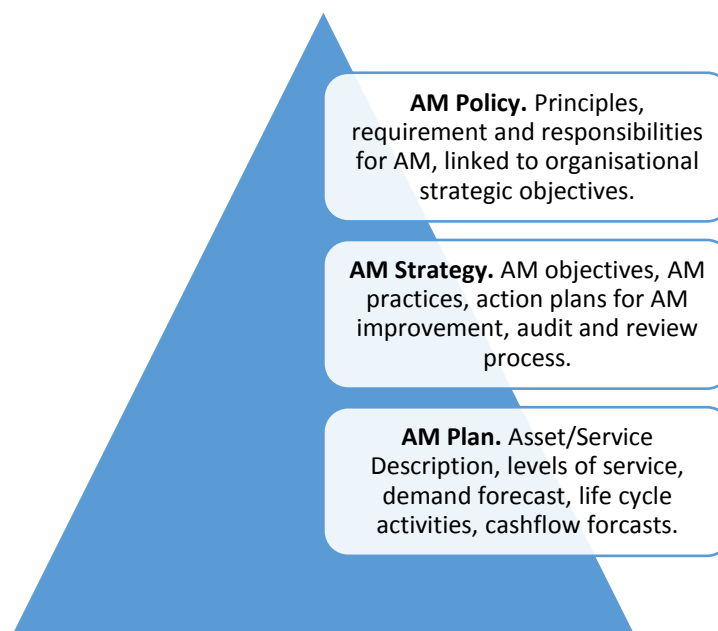 AM Policy. Principles,
requirement and responsibilities
for AM, linked to organisational
strategic objectives.
AM Strategy. AM objectives, AM
practices, action plans for AM
improvement, audit and review
process.
AM Plan. Asset/Service
Description, levels of service,
demand forecast, life cycle
activities, cashflow forcasts.